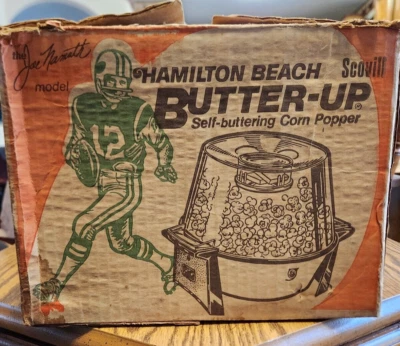 The
Joe Namath
model
HAMILTON BEACH
Scovill
BUTTER-UP®
Self-buttering Corn Popper
12